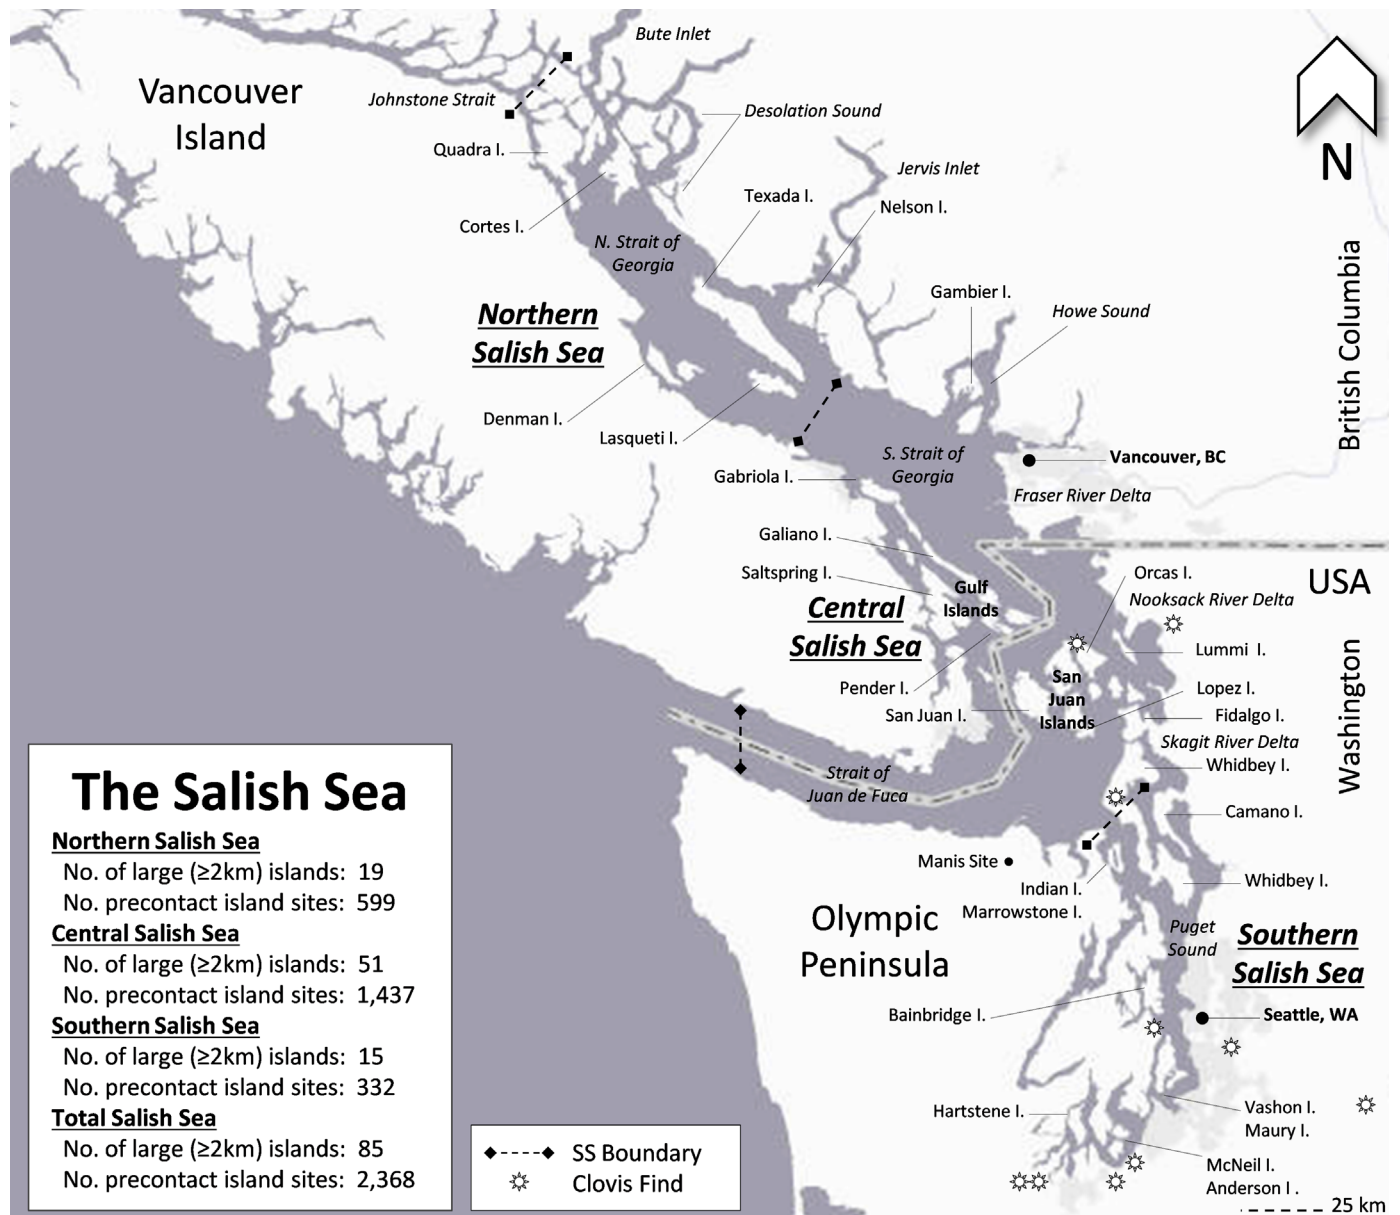 Bute Inlet
Vancouver
Island
Johnstone Strait
Desolation Sound
Quadra I.
N
Jervis Inlet
Texada I.
Nelson I.
Cortes I.
N. Strait of
Georgia
British Columbia
Gambier I.
Howe Sound
Northern
Salish Sea
Denman I.
Lasqueti I.
S. Strait of
Georgia
Vancouver, BC
Gabriola I.
Fraser River Delta
Galiano I.
Saltspring I.
Gulf
Islands
Orcas I.
USA
Nooksack River Delta
Central
Salish Sea
Lummi I.
Washington
Pender I.
San
Juan
Islands
Lopez I.
San Juan I.
Fidalgo I.
Skagit River Delta
Whidbey I.
Strait of
Juan de Fuca
Camano I.
Manis Site
Indian I.
Marrowstone I.
Whidbey I.
Olympic
Peninsula
Puget
Sound
Southern
Salish Sea
Bainbridge I.
Seattle, WA
Hartstene I.
Vashon I.
Maury I.
McNeil I.
Anderson I .
25 km
The Salish Sea
Northern Salish Sea
No. of large (≥2km) islands: 19
No. precontact island sites: 599
Central Salish Sea
No. of large (≥2km) islands: 51
No. precontact island sites: 1,437
Southern Salish Sea
No. of large (≥2km) islands: 15
No. precontact island sites: 332
Total Salish Sea
No. of large (≥2km) islands: 85
No. precontact island sites: 2,368
SS Boundary
Clovis Find